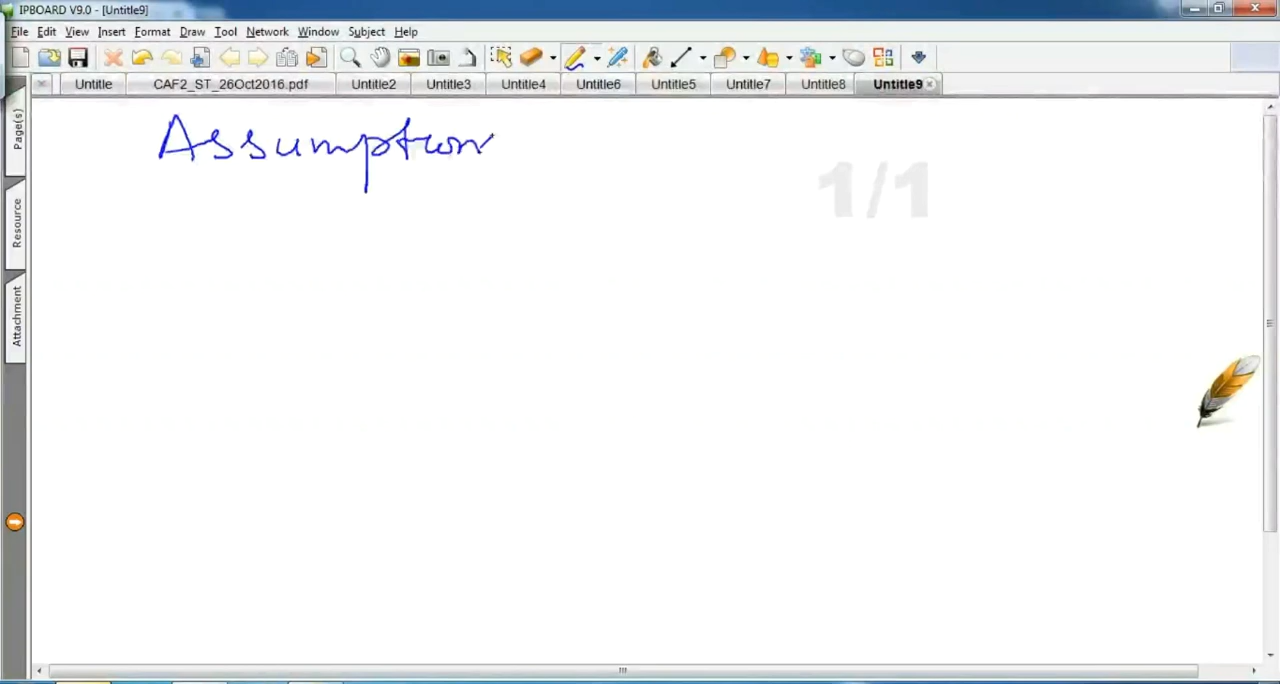 IPBOARD V9.0 - [Untitle9]
File Edit View Insert Format Draw Tool Network Window Subject Help
Untitle CAF2_ST_26Oct2016.pdf Untitle2 Untitle3 Untitle4 Untitle6 Untitle5 Untitle7 Untitle8 Untitle9
Page(s)
Resource
Attachment
Assumption
1/1